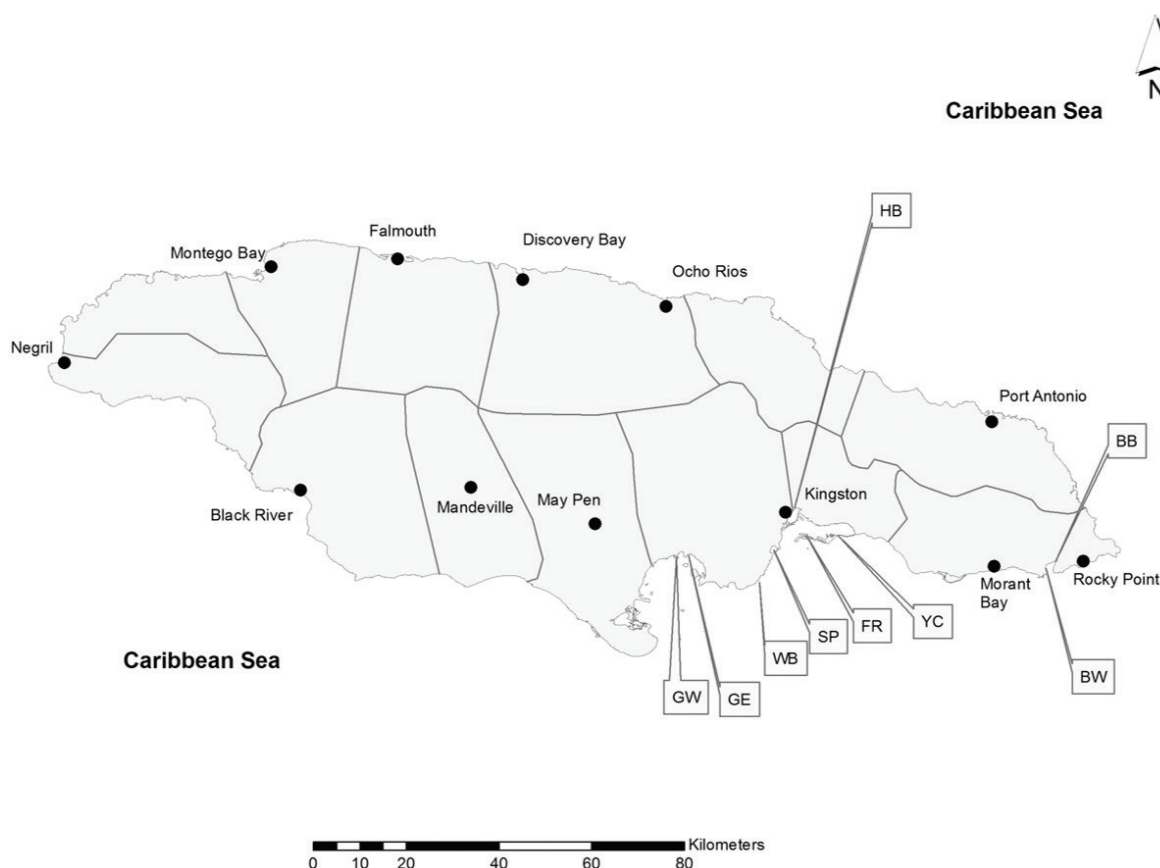 N
Caribbean Sea
HB
Falmouth
Discovery Bay
Montego Bay
Ocho Rios
Negril
Port Antonio
BB
Kingston
Mandeville
May Pen
Black River
Morant
Bay
Rocky Point
YC
FR
SP
WB
BW
GW
GE
Caribbean Sea
Kilometers
0 10 20 40 60 80